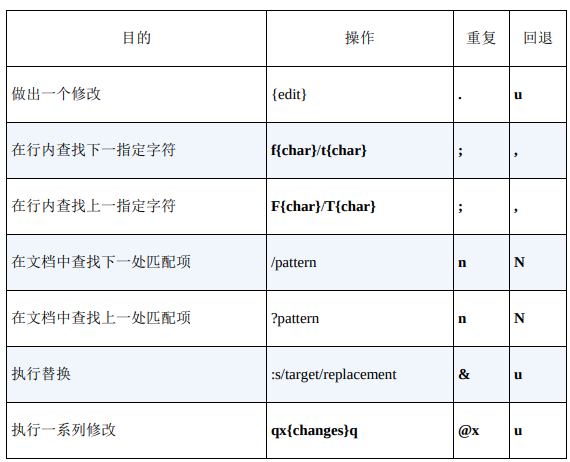 目的 操作 重复 回退
做出一个修改 {edit} . u
在行内查找下一指定字符 f{char}/t{char} ; ,
在行内查找上一指定字符 F{char}/T{char} ; ,
在文档中查找下一处匹配项 /pattern n N
在文档中查找上一处匹配项 ?pattern n N
执行替换 :s/target/replacement & u
执行一系列修改 qx{changes}q @x u